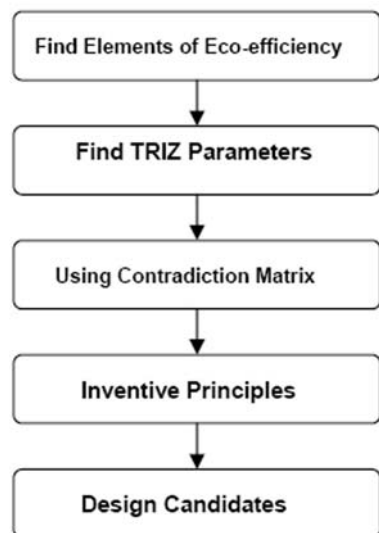 Find Elements of Eco-efficiency
Find TRIZ Parameters
Using Contradiction Matrix
Inventive Principles
Design Candidates